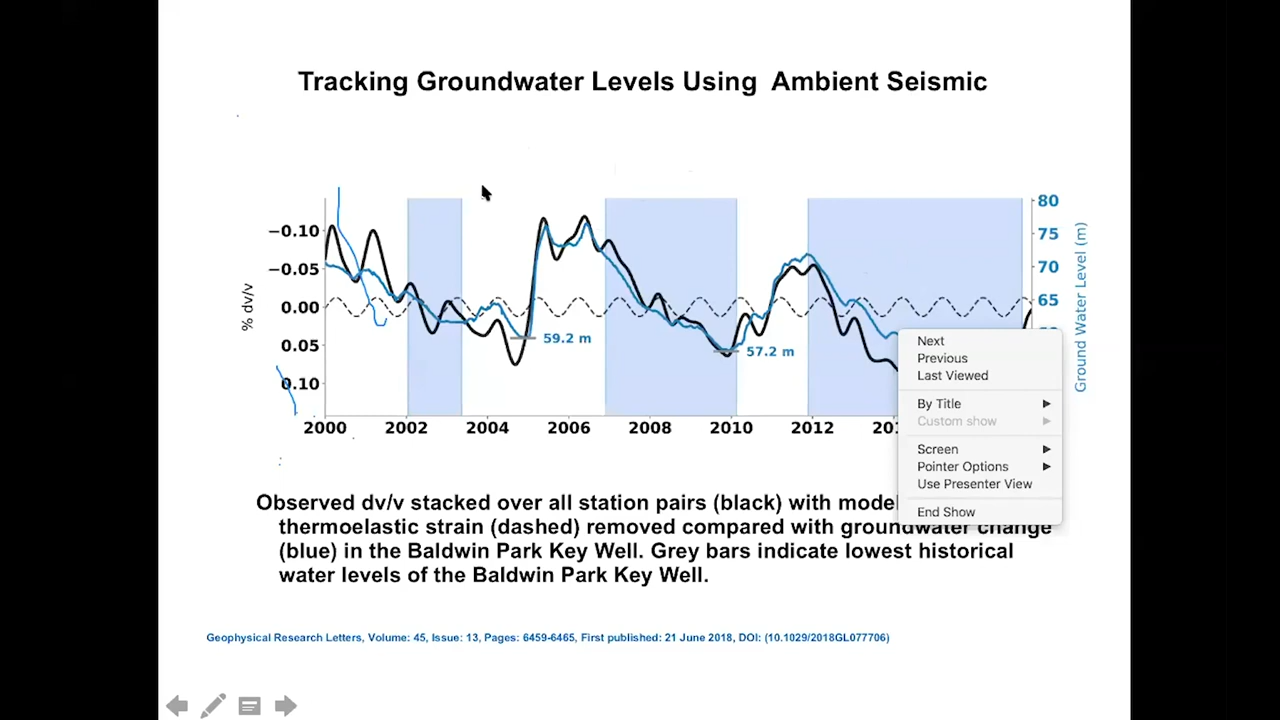 Tracking Groundwater Levels Using Ambient Seismic
80
−0.10
75
−0.05
70
0.00
65
0.05
59.2 m
57.2 m
0.10
% dv/v
Ground Water Level (m)
2000 2002 2004 2006 2008 2010 2012
Next
Previous
Last Viewed
By Title
Custom show
Screen
Pointer Options
Use Presenter View
End Show
Observed dv/v stacked over all station pairs (black) with
thermoelastic strain (dashed) removed compared with groundwater change
(blue) in the Baldwin Park Key Well. Grey bars indicate lowest historical
water levels of the Baldwin Park Key Well.
Geophysical Research Letters, Volume: 45, Issue: 13, Pages: 6459-6465, First published: 21 June 2018, DOI: (10.1029/2018GL077706)